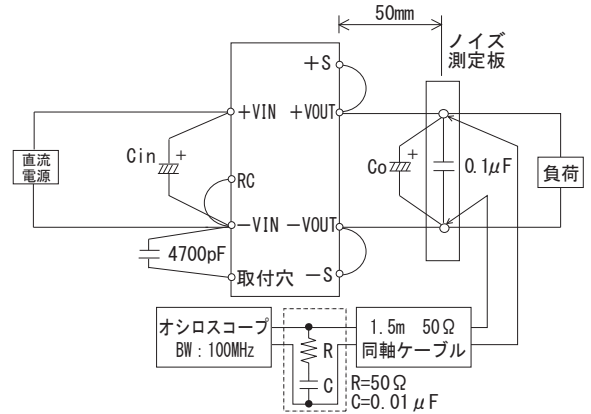 50mm
ノイズ
測定板
+S
+VIN
+VOUT
Cin
+
直流
電源
RC
Co
+
0.1μF
負荷
-VIN
-VOUT
4700pF
取付穴
-S
オシロスコープ
BW:100MHz
R
C
1.5m 50Ω
同軸ケーブル
R=50Ω
C=0.01μF